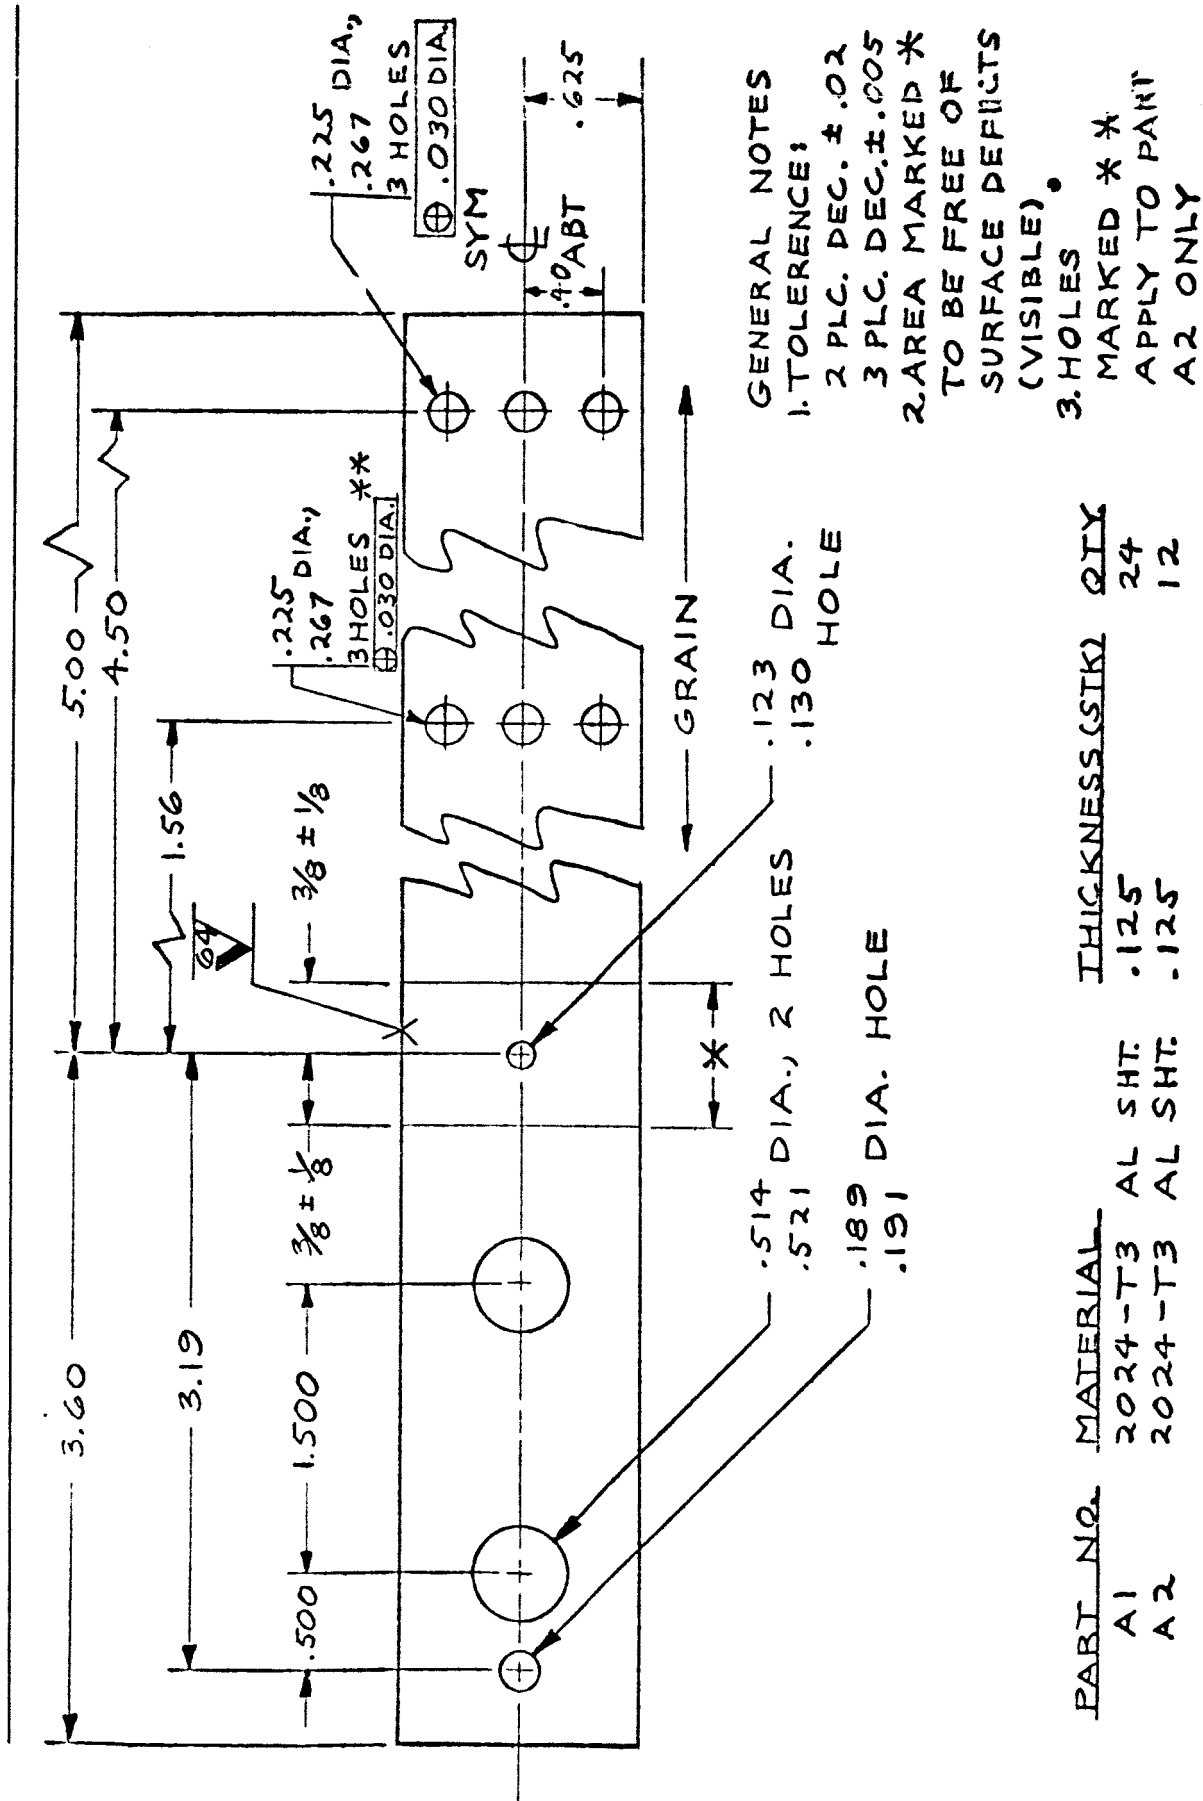 3.60
5.00
4.50
3.19
1.56
64
.500
1.500
3/8 ± 1/8
3/8 ± 1/8
.225
.267 DIA.,
3 HOLES **
⌖ .030 DIA.
.225
.267 DIA.,
3 HOLES
⌖ .030 DIA.
SYM
℄
.40 ABT
.625
*
GRAIN
.514
.521 DIA., 2 HOLES
.123
.130 DIA.
HOLE
.189
.191 DIA. HOLE
GENERAL NOTES
1. TOLERENCE:
2 PLC. DEC. ± .02
3 PLC. DEC. ± .005
2. AREA MARKED *
TO BE FREE OF
SURFACE DEFECTS
(VISIBLE).
3. HOLES
MARKED **
APPLY TO PART
A2 ONLY
PART NO. MATERIAL THICKNESS (STK) QTY.
A1 2024-T3 AL SHT. .125 24
A2 2024-T3 AL SHT. .125 12